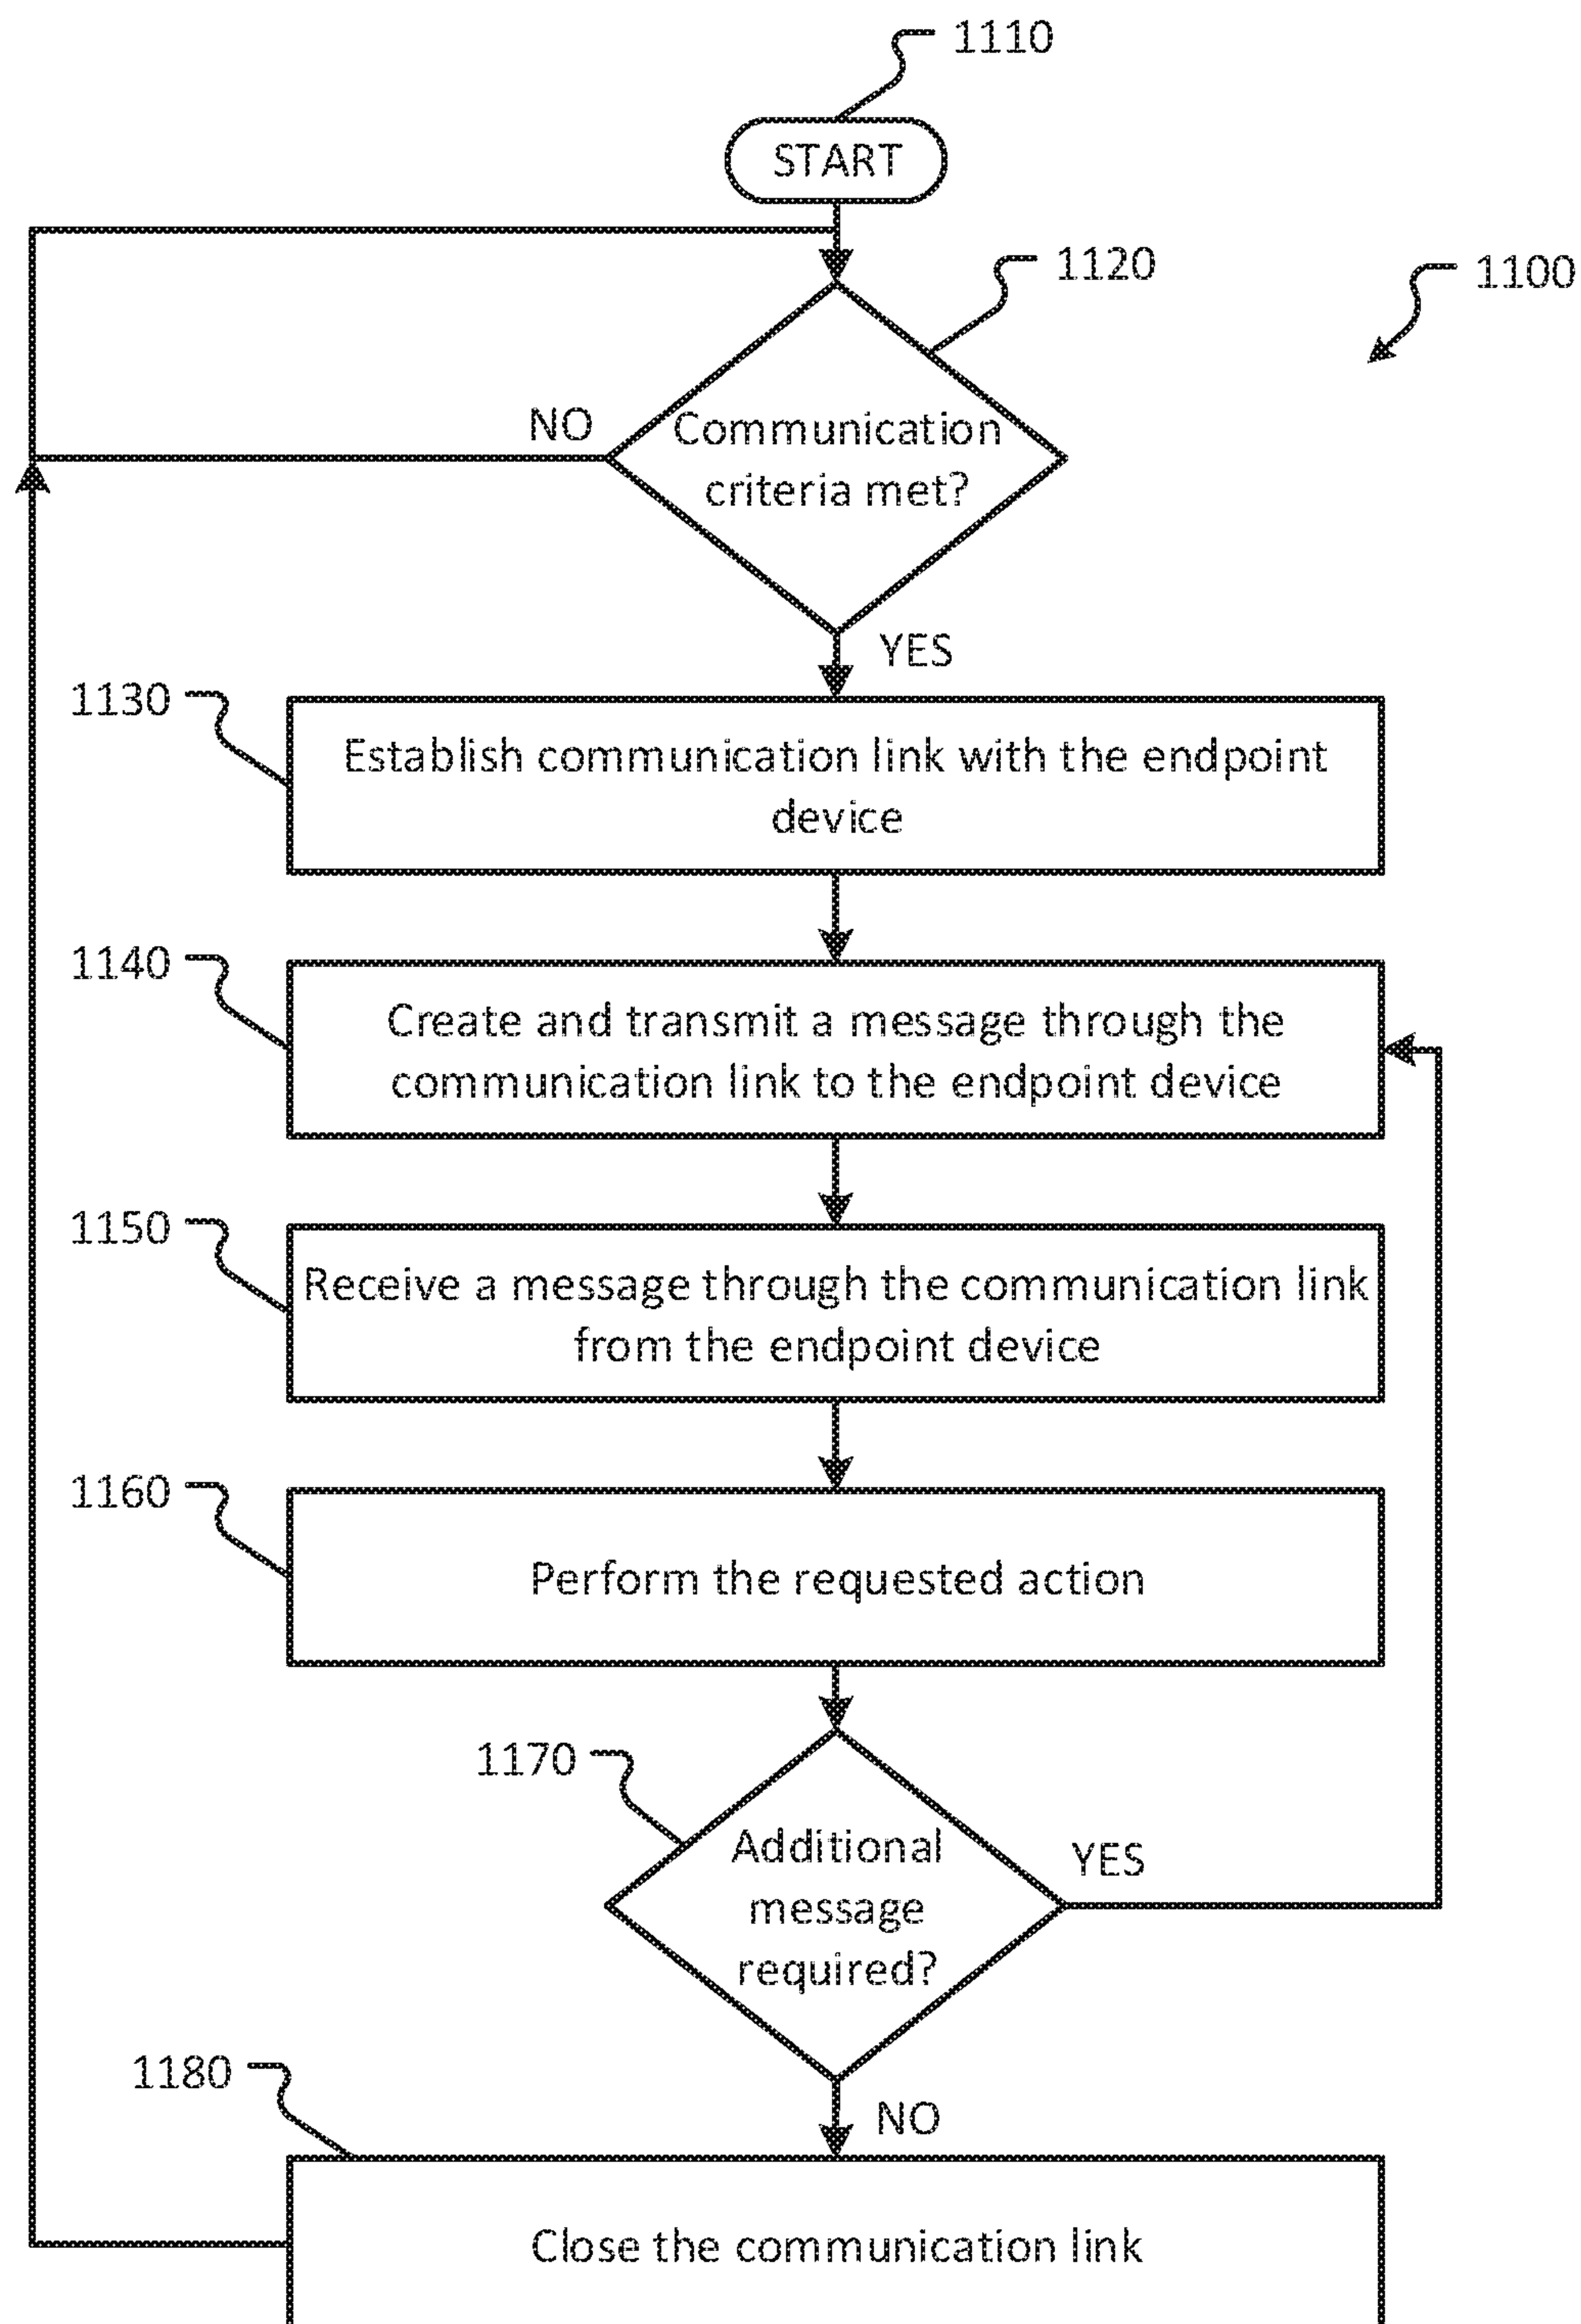 1110
START
1120
1100
NO
Communication
criteria met?
YES
1130
Establish communication link with the endpoint
device
1140
Create and transmit a message through the
communication link to the endpoint device
1150
Receive a message through the communication link
from the endpoint device
1160
Perform the requested action
1170
Additional
message
required?
YES
1180
NO
Close the communication link